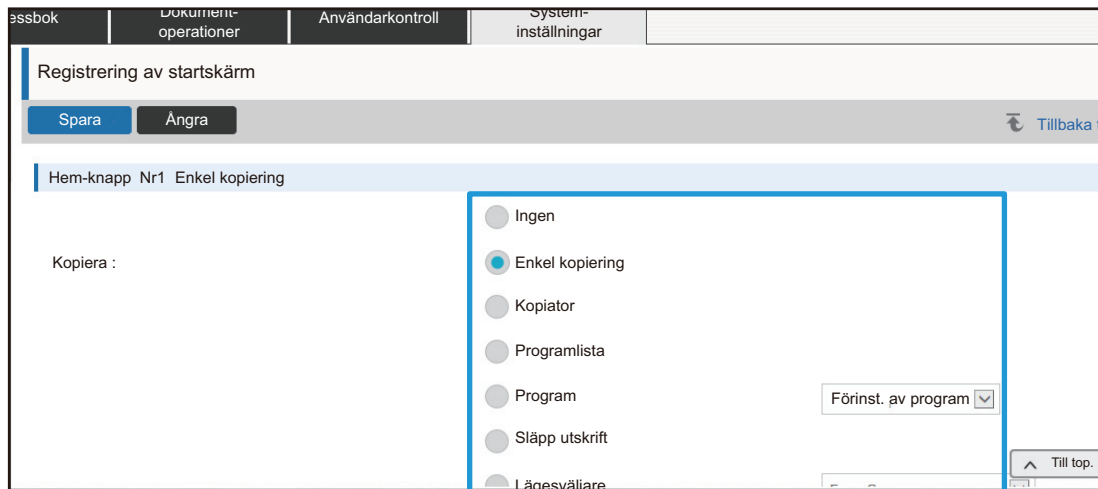 essbok
Dokument-
operationer
Användarkontroll
System-
inställningar
Registrering av startskärm
Spara
Ångra
Tillbaka
Hem-knapp Nr1 Enkel kopiering
Kopiera :
Ingen
Enkel kopiering
Kopiator
Programlista
Program
Förinst. av program
Släpp utskrift
Till top.
Lägesväljare